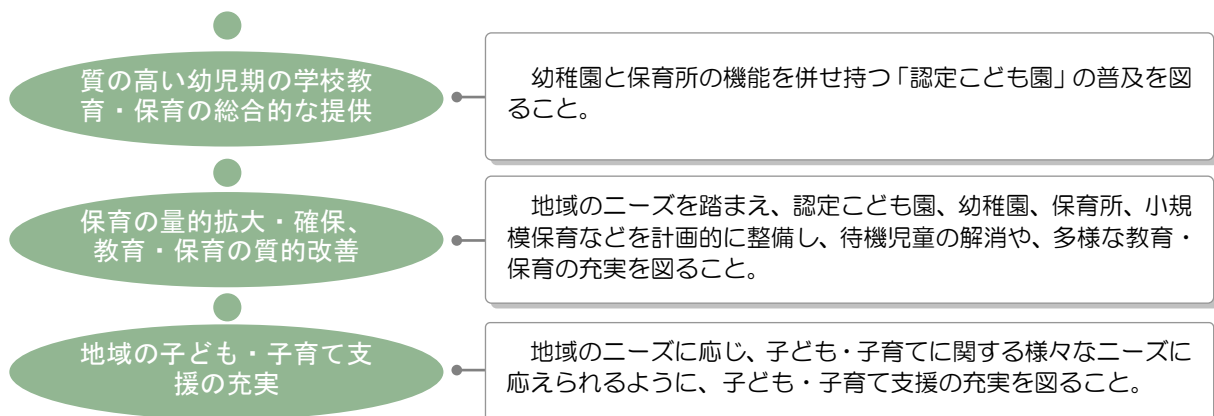 質の高い幼児期の学校教
育・保育の総合的な提供
幼稚園と保育所の機能を併せ持つ「認定こども園」の普及を図
ること。
保育の量的拡大・確保、
教育・保育の質的改善
地域のニーズを踏まえ、認定こども園、幼稚園、保育所、小規
模保育などを計画的に整備し、待機児童の解消や、多様な教育・
保育の充実を図ること。
地域の子ども・子育て支
援の充実
地域のニーズに応じ、子ども・子育てに関する様々なニーズに
応えられるように、子ども・子育て支援の充実を図ること。